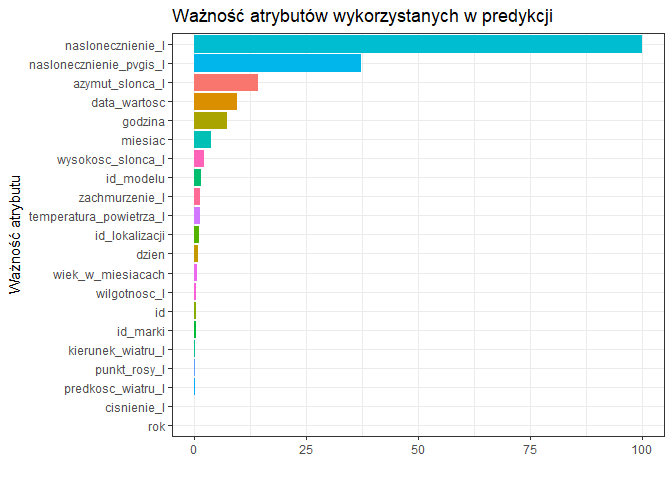 Ważność atrybutów wykorzystanych w predykcji
Ważność atrybutu
naslonecznienie_l
naslonecznienie_pvgis_l
azymut_slonca_l
data_wartosc
godzina
miesiac
wysokosc_slonca_l
id_modelu
zachmurzenie_l
temperatura_powietrza_l
id_lokalizacji
dzien
wiek_w_miesiacach
wilgotnosc_l
id
id_marki
kierunek_wiatru_l
punkt_rosy_l
predkosc_wiatru_l
cisnienie_l
rok
0 25 50 75 100